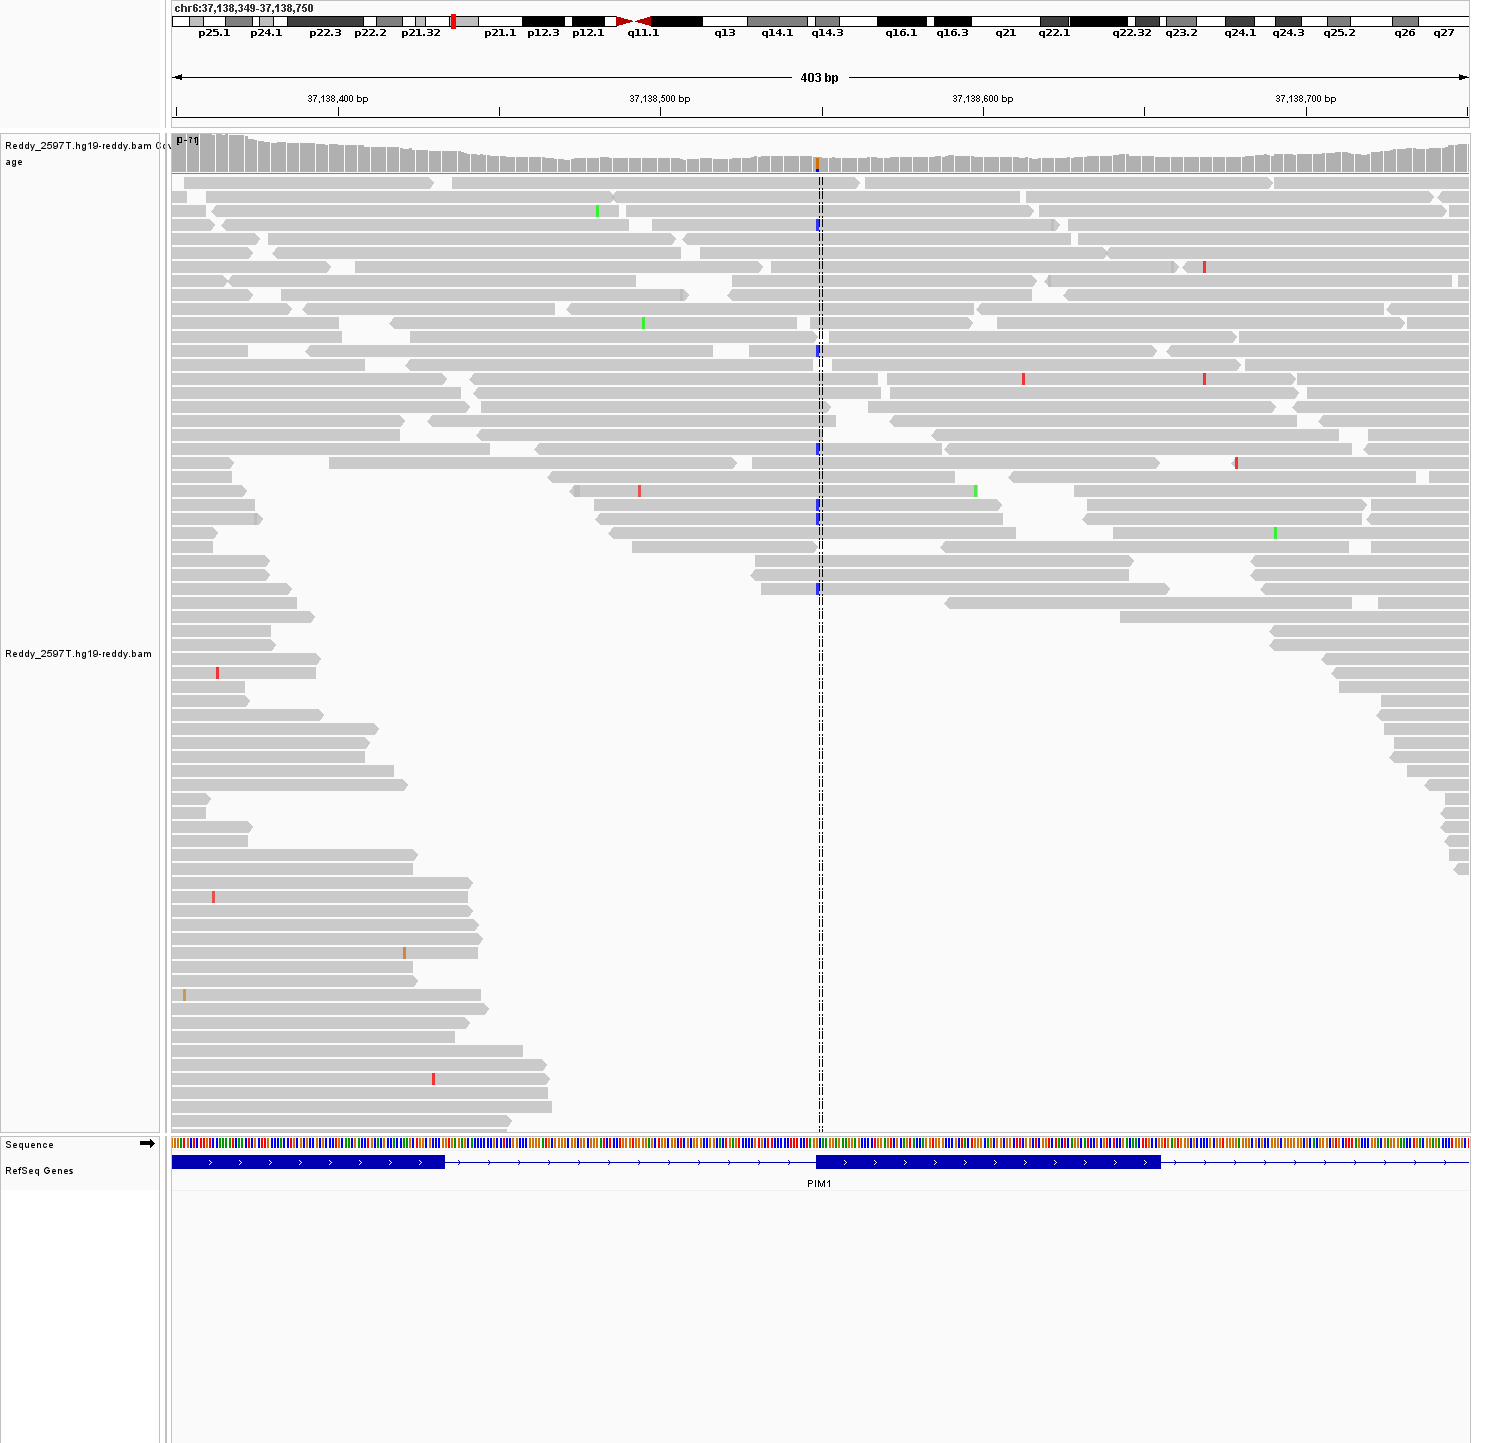 chr6:37,138,349-37,138,750
p25.1 p24.1 p22.3 p22.2 p21.32 p21.1 p12.3 p12.1 q11.1 q13 q14.1 q14.3 q16.1 q16.3 q21 q22.1 q22.32 q23.2 q24.1 q24.3 q25.2 q26 q27
403 bp
37,138,400 bp 37,138,500 bp 37,138,600 bp 37,138,700 bp
Reddy_2597T.hg19-reddy.bam Cov
age
[0-71]
Reddy_2597T.hg19-reddy.bam
Sequence
RefSeq Genes
PIM1